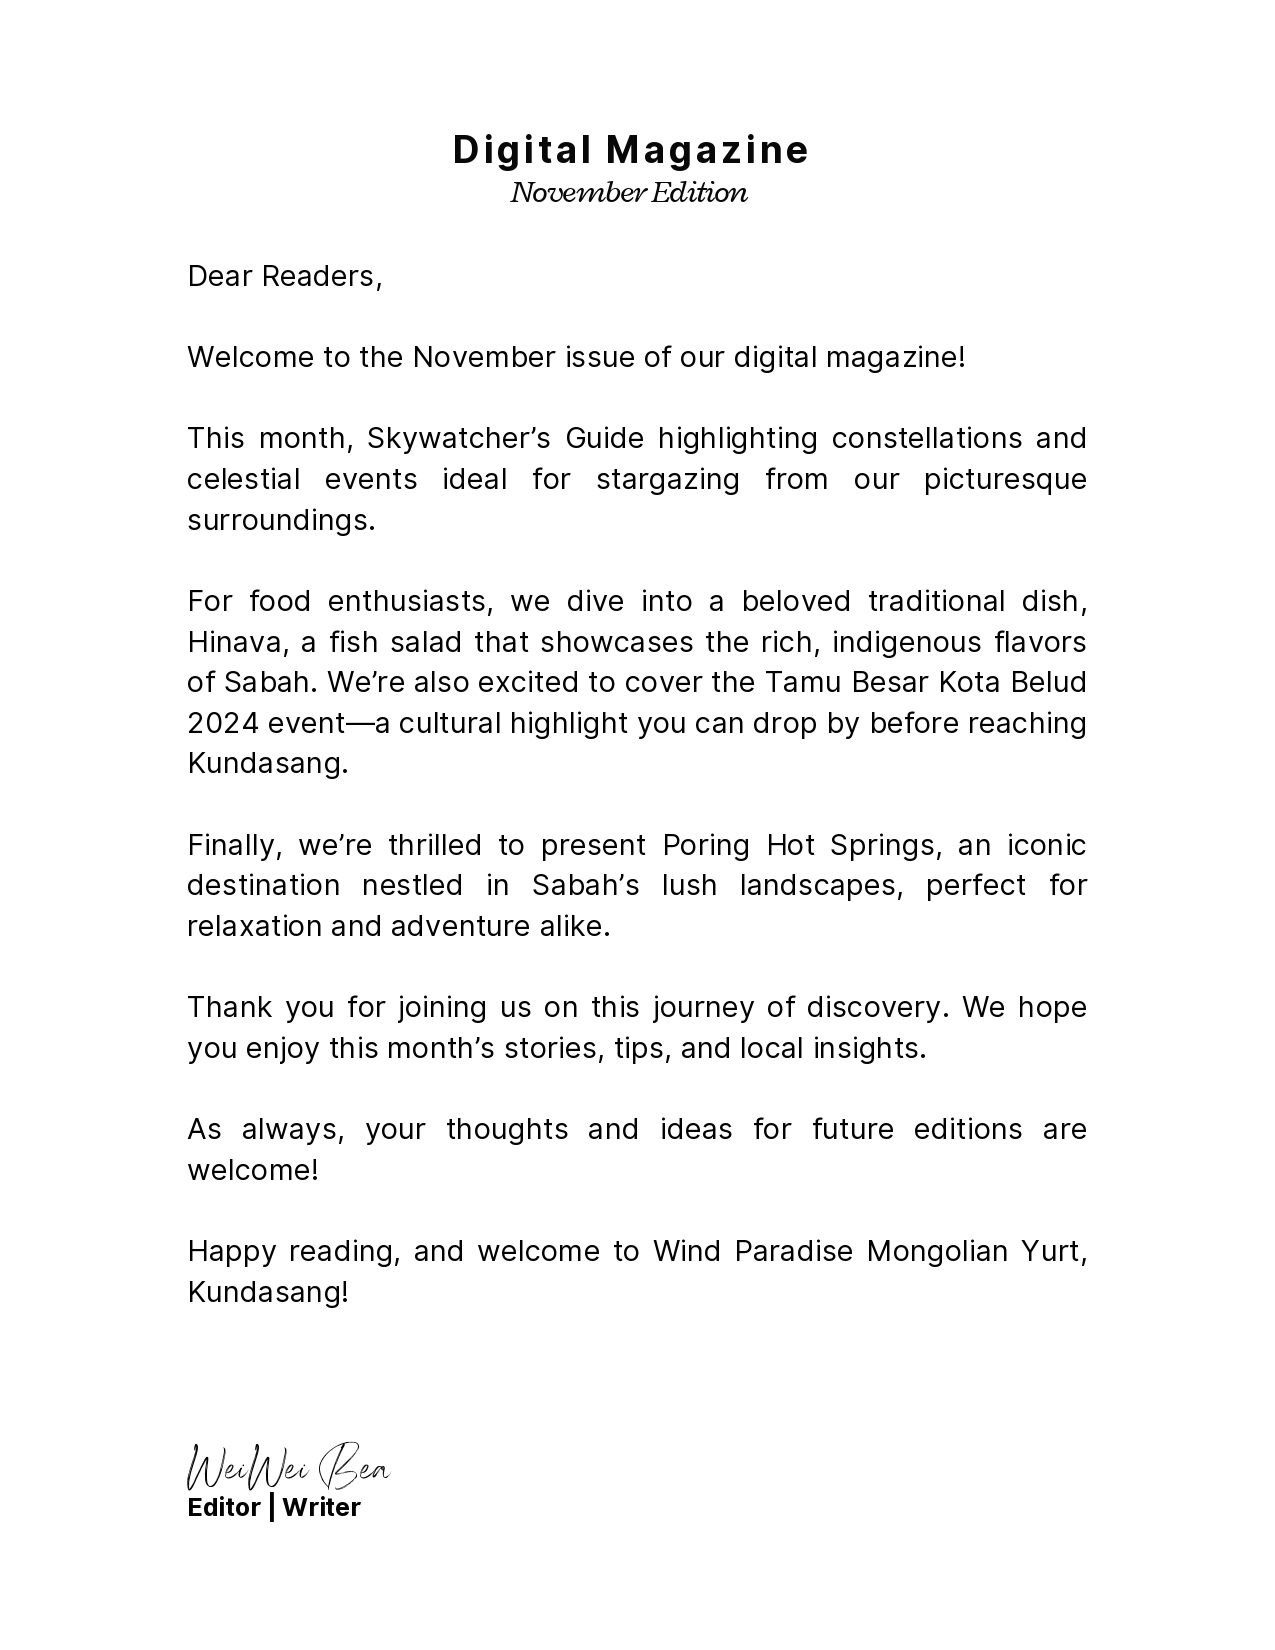 Digital Magazine
November Edition
Dear Readers,
Welcome to the November issue of our digital magazine!
This month, Skywatcher’s Guide highlighting constellations and
celestial events ideal for stargazing from our picturesque
surroundings.
For food enthusiasts, we dive into a beloved traditional dish,
Hinava, a fish salad that showcases the rich, indigenous flavors
of Sabah. We’re also excited to cover the Tamu Besar Kota Belud
2024 event—a cultural highlight you can drop by before reaching
Kundasang.
Finally, we’re thrilled to present Poring Hot Springs, an iconic
destination nestled in Sabah’s lush landscapes, perfect for
relaxation and adventure alike.
Thank you for joining us on this journey of discovery. We hope
you enjoy this month’s stories, tips, and local insights.
As always, your thoughts and ideas for future editions are
welcome!
Happy reading, and welcome to Wind Paradise Mongolian Yurt,
Kundasang!
WeiWei Bea
Editor | Writer